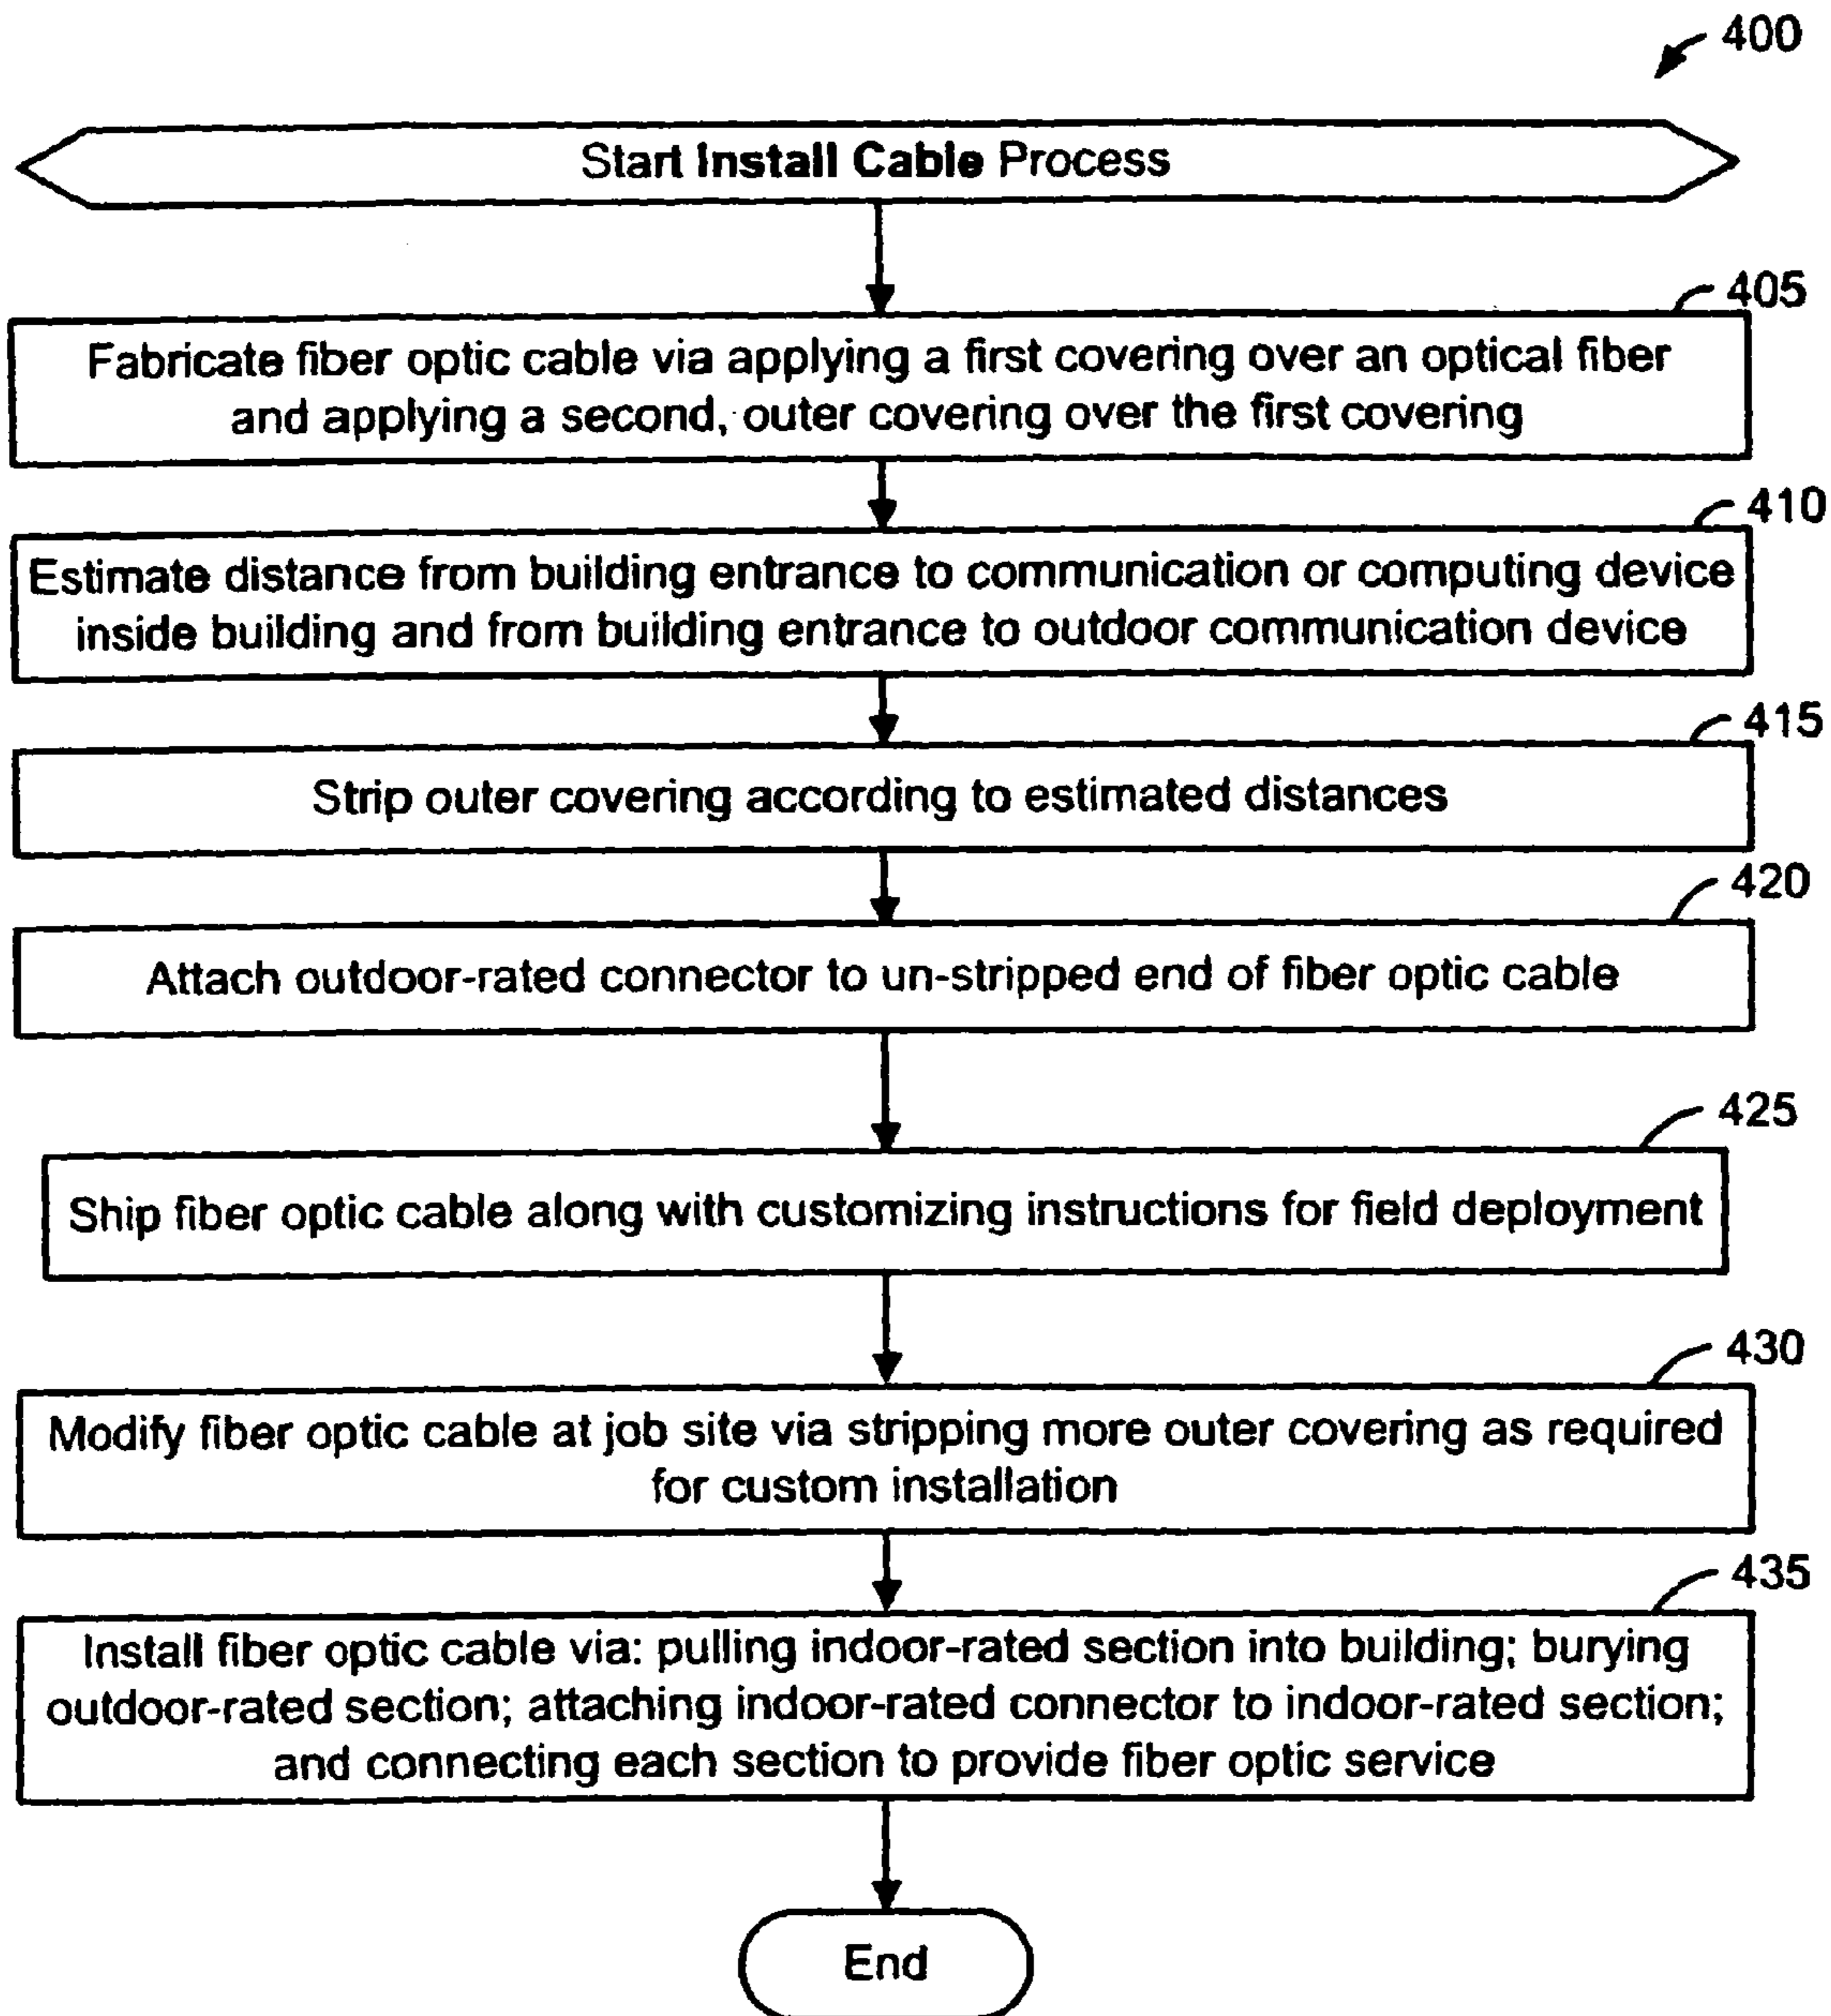 400
Start Install Cable Process
405
Fabricate fiber optic cable via applying a first covering over an optical fiber
and applying a second, outer covering over the first covering
410
Estimate distance from building entrance to communication or computing device
inside building and from building entrance to outdoor communication device
415
Strip outer covering according to estimated distances
420
Attach outdoor-rated connector to un-stripped end of fiber optic cable
425
Ship fiber optic cable along with customizing instructions for field deployment
430
Modify fiber optic cable at job site via stripping more outer covering as required
for custom installation
435
Install fiber optic cable via: pulling indoor-rated section into building; burying
outdoor-rated section; attaching indoor-rated connector to indoor-rated section;
and connecting each section to provide fiber optic service
End